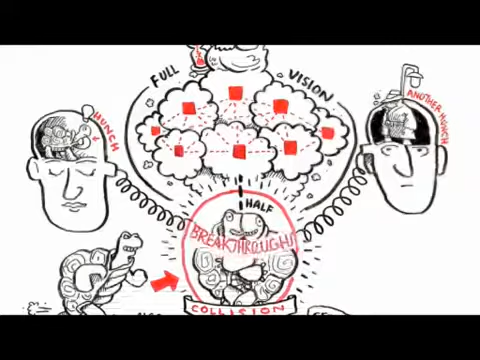 FULL
VISION
HUNCH
ANOTHER HUNCH
HALF
BREAKTHROUGH!
COLLISION